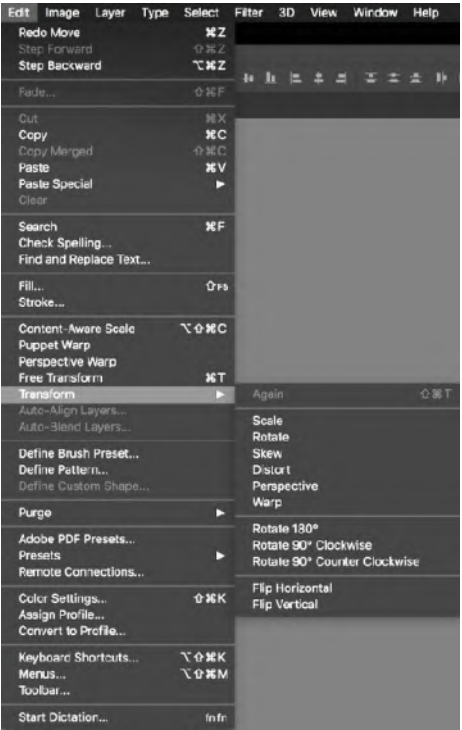 Edit Image Layer Type Select Filter 3D View Window Help
Redo Move ⌘Z
Step Forward ⇧⌘Z
Step Backward ⌥⌘Z
Fade... ⇧⌘F
Cut ⌘X
Copy ⌘C
Copy Merged ⇧⌘C
Paste ⌘V
Paste Special
Clear
Search ⌘F
Check Spelling...
Find and Replace Text...
Fill... ⇧F5
Stroke...
Content-Aware Scale ⌥⇧⌘C
Puppet Warp
Perspective Warp
Free Transform ⌘T
Transform
Auto-Align Layers...
Auto-Blend Layers...
Define Brush Preset...
Define Pattern...
Define Custom Shape...
Purge
Adobe PDF Presets...
Presets
Remote Connections...
Color Settings... ⇧⌘K
Assign Profile...
Convert to Profile...
Keyboard Shortcuts... ⌥⇧⌘K
Menus... ⌥⇧⌘M
Toolbar...
Start Dictation... fn fn
Again ⇧⌘T
Scale
Rotate
Skew
Distort
Perspective
Warp
Rotate 180°
Rotate 90° Clockwise
Rotate 90° Counter Clockwise
Flip Horizontal
Flip Vertical